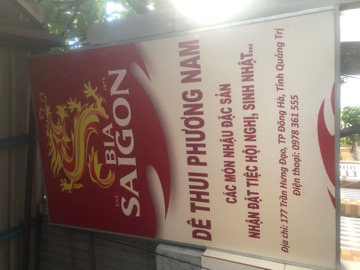 BIA
SAIGON
DÊ THUI PHƯƠNG NAM
CÁC MÓN NHẬU ĐẶC SẢN
NHẬN ĐẶT TIỆC HỘI NGHỊ, SINH NHẬT...
Địa chỉ: 177 Trần Hưng Đạo, TP Đông Hà, Tỉnh Quảng Trị
Điện thoại: 0978 361 555